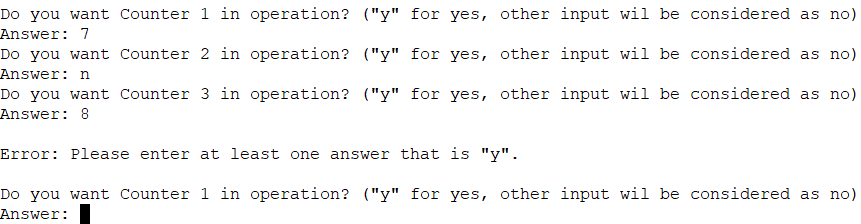 Do you want Counter 1 in operation? ("y" for yes, other input wil be considered as no)
Answer: 7
Do you want Counter 2 in operation? ("y" for yes, other input wil be considered as no)
Answer: n
Do you want Counter 3 in operation? ("y" for yes, other input wil be considered as no)
Answer: 8
Error: Please enter at least one answer that is "y".
Do you want Counter 1 in operation? ("y" for yes, other input wil be considered as no)
Answer: